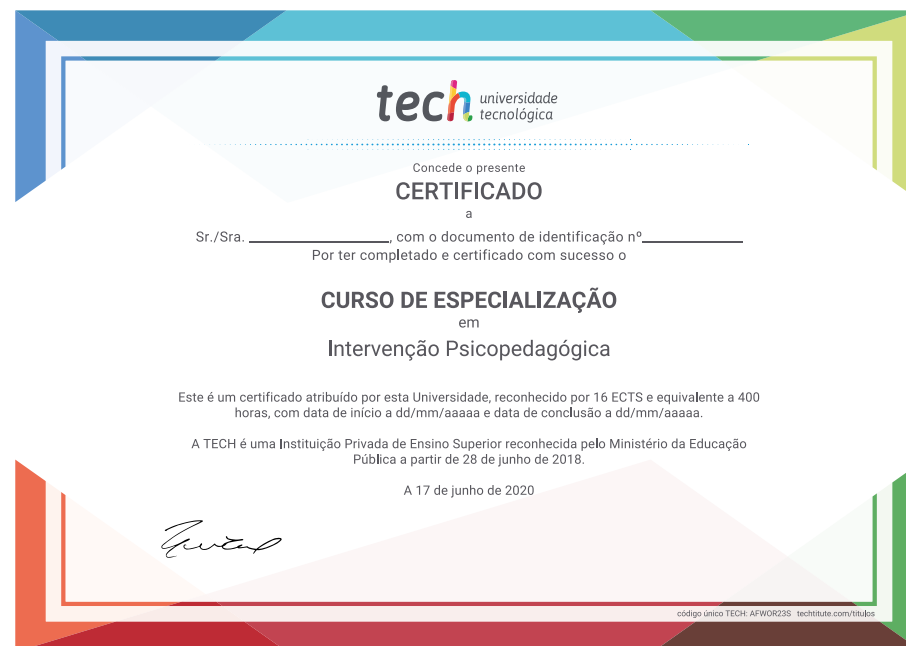 tech universidade
tecnológica
Concede o presente
CERTIFICADO
a
Sr./Sra. ________________, com o documento de identificação nº____________
Por ter completado e certificado com sucesso o
CURSO DE ESPECIALIZAÇÃO
em
Intervenção Psicopedagógica
Este é um certificado atribuído por esta Universidade, reconhecido por 16 ECTS e equivalente a 400
horas, com data de início a dd/mm/aaaaa e data de conclusão a dd/mm/aaaaa.
A TECH é uma Instituição Privada de Ensino Superior reconhecida pelo Ministério da Educação
Pública a partir de 28 de junho de 2018.
A 17 de junho de 2020
código único TECH: AFWOR23S techtitute.com/titulos